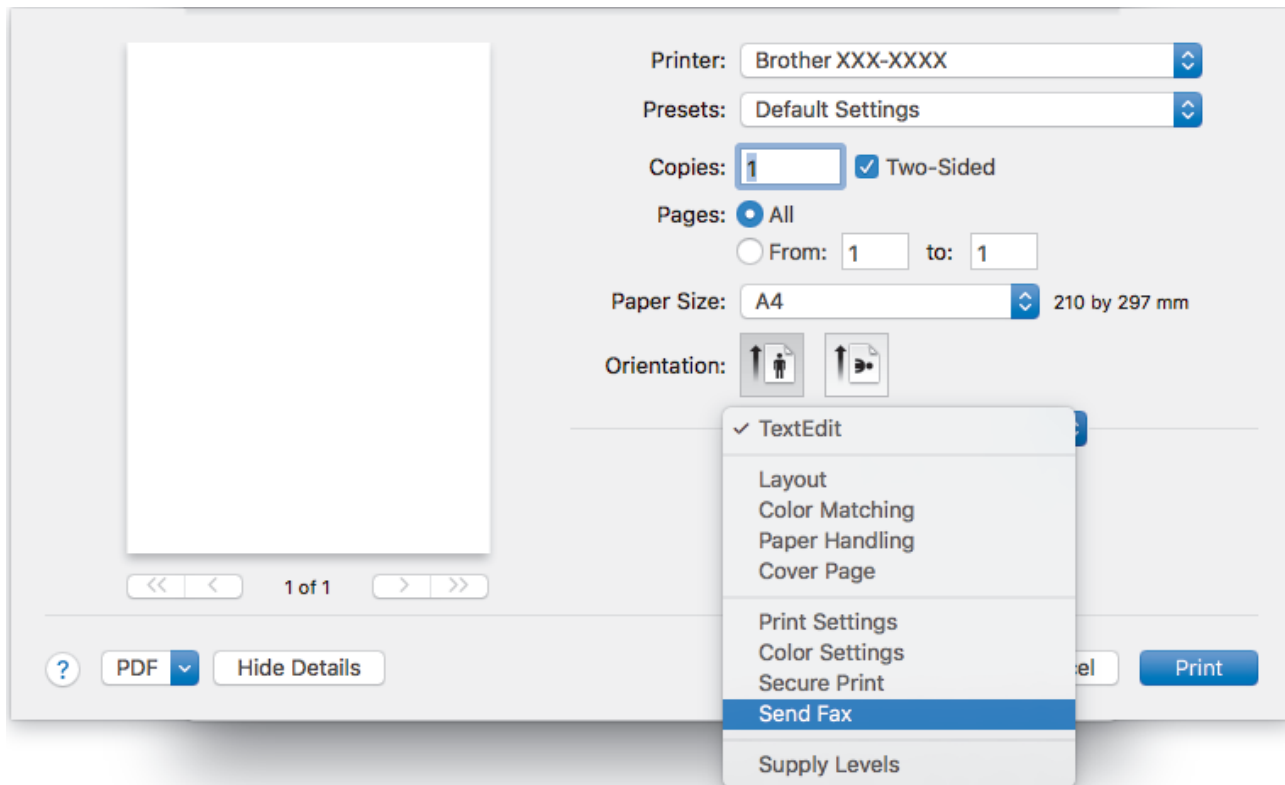 Printer: Brother XXX-XXXX
Presets: Default Settings
Copies: 1 Two-Sided
Pages: All
From: 1 to: 1
Paper Size: A4 210 by 297 mm
Orientation:
TextEdit
Layout
Color Matching
Paper Handling
Cover Page
1 of 1
Print Settings
Color Settings
Secure Print
Send Fax
Supply Levels
? PDF Hide Details cel Print